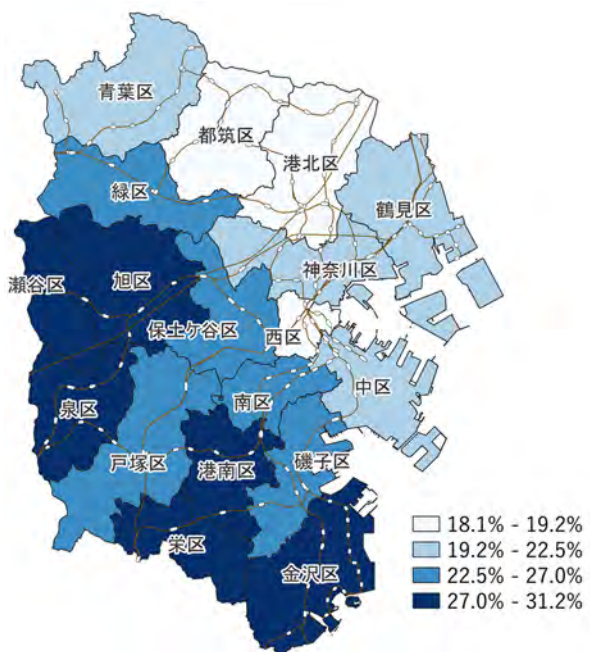 青葉区
都筑区
港北区
緑区
鶴見区
神奈川区
瀬谷区
旭区
保土ケ谷区
西区
中区
泉区
南区
戸塚区
港南区
磯子区
栄区
金沢区
18.1% - 19.2%
19.2% - 22.5%
22.5% - 27.0%
27.0% - 31.2%